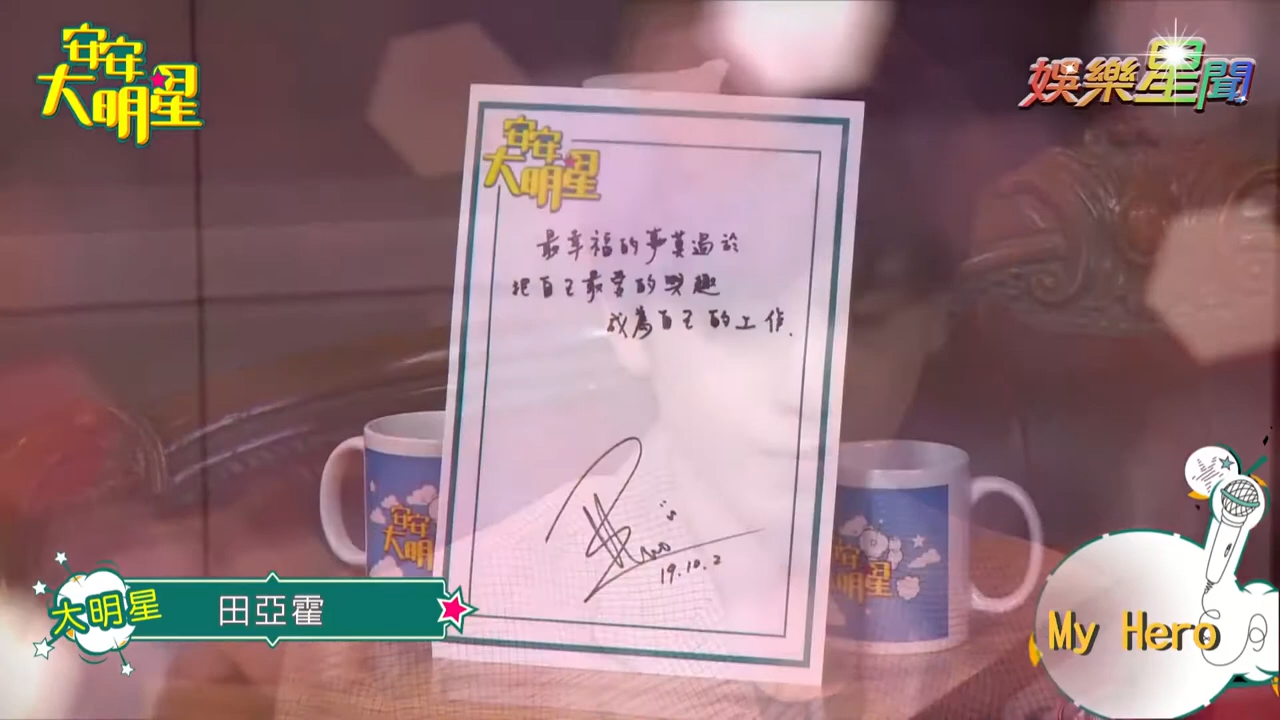 安安
大明星
娛樂星聞
安安
大明星
最幸福的事莫過於
把自己最愛的興趣
成為自己的工作.
19.10.2
安安
大明
安安
大明星
大明星
田亞霍
My Hero